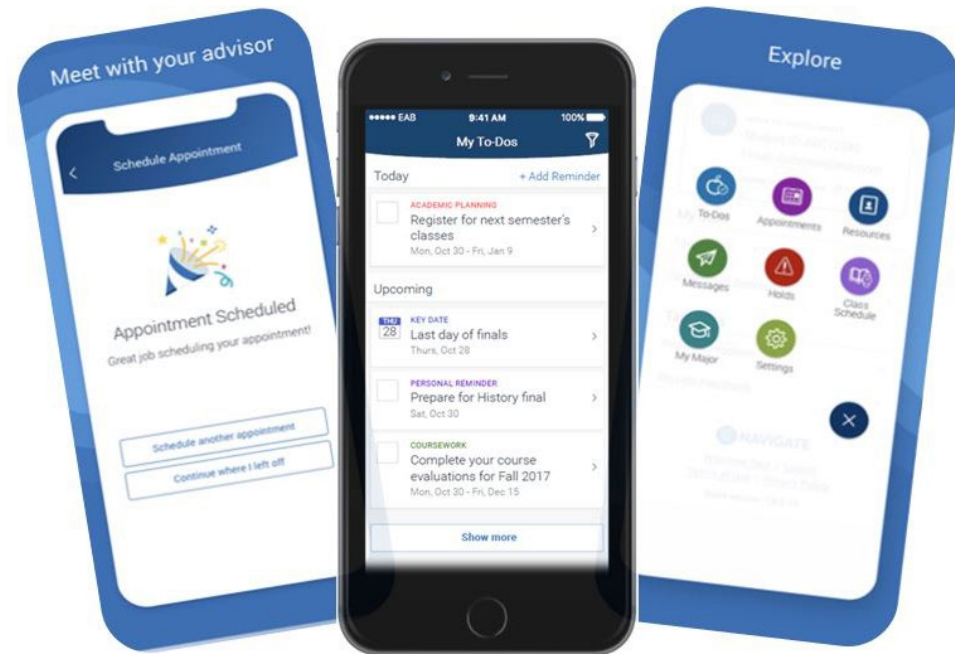 Meet with your advisor
Schedule Appointment
Appointment Scheduled
Great job scheduling your appointment!
Schedule another appointment
Continue where I left off
EAB 9:41 AM 100%
My To-Dos
Today + Add Reminder
ACADEMIC PLANNING
Register for next semester's
classes
Mon, Oct 30 - Fri, Jan 9
Upcoming
THU
28
KEY DATE
Last day of finals
Thurs, Oct 28
PERSONAL REMINDER
Prepare for History final
Sat, Oct 30
COURSEWORK
Complete your course
evaluations for Fall 2017
Mon, Oct 30 - Fri, Dec 15
Show more
Explore
To-Dos Appointments Resources
Messages Holds Class
Schedule
My Major Settings
NAVIGATE